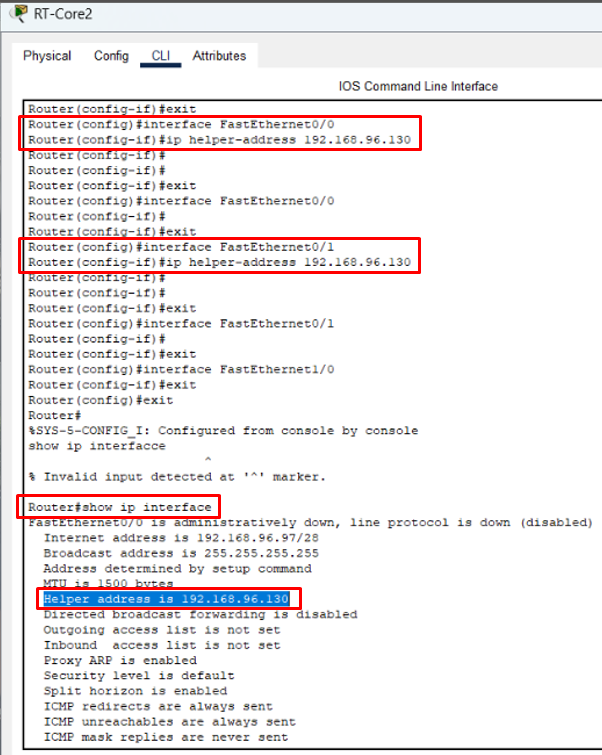 RT-Core2
Physical Config CLI Attributes
IOS Command Line Interface
Router(config-if)#exit
Router(config)#interface FastEthernet0/0
Router(config-if)#ip helper-address 192.168.96.130
Router(config-if)#
Router(config-if)#
Router(config-if)#exit
Router(config)#interface FastEthernet0/0
Router(config-if)#
Router(config-if)#exit
Router(config)#interface FastEthernet0/1
Router(config-if)#ip helper-address 192.168.96.130
Router(config-if)#
Router(config-if)#
Router(config-if)#exit
Router(config)#interface FastEthernet0/1
Router(config-if)#
Router(config-if)#exit
Router(config)#interface FastEthernet1/0
Router(config-if)#exit
Router(config)#exit
Router#
%SYS-5-CONFIG_I: Configured from console by console
show ip interfacce
^
% Invalid input detected at '^' marker.
Router#show ip interface
FastEthernet0/0 is administratively down, line protocol is down (disabled)
Internet address is 192.168.96.97/28
Broadcast address is 255.255.255.255
Address determined by setup command
MTU is 1500 bytes
Helper address is 192.168.96.130
Directed broadcast forwarding is disabled
Outgoing access list is not set
Inbound access list is not set
Proxy ARP is enabled
Security level is default
Split horizon is enabled
ICMP redirects are always sent
ICMP unreachables are always sent
ICMP mask replies are never sent